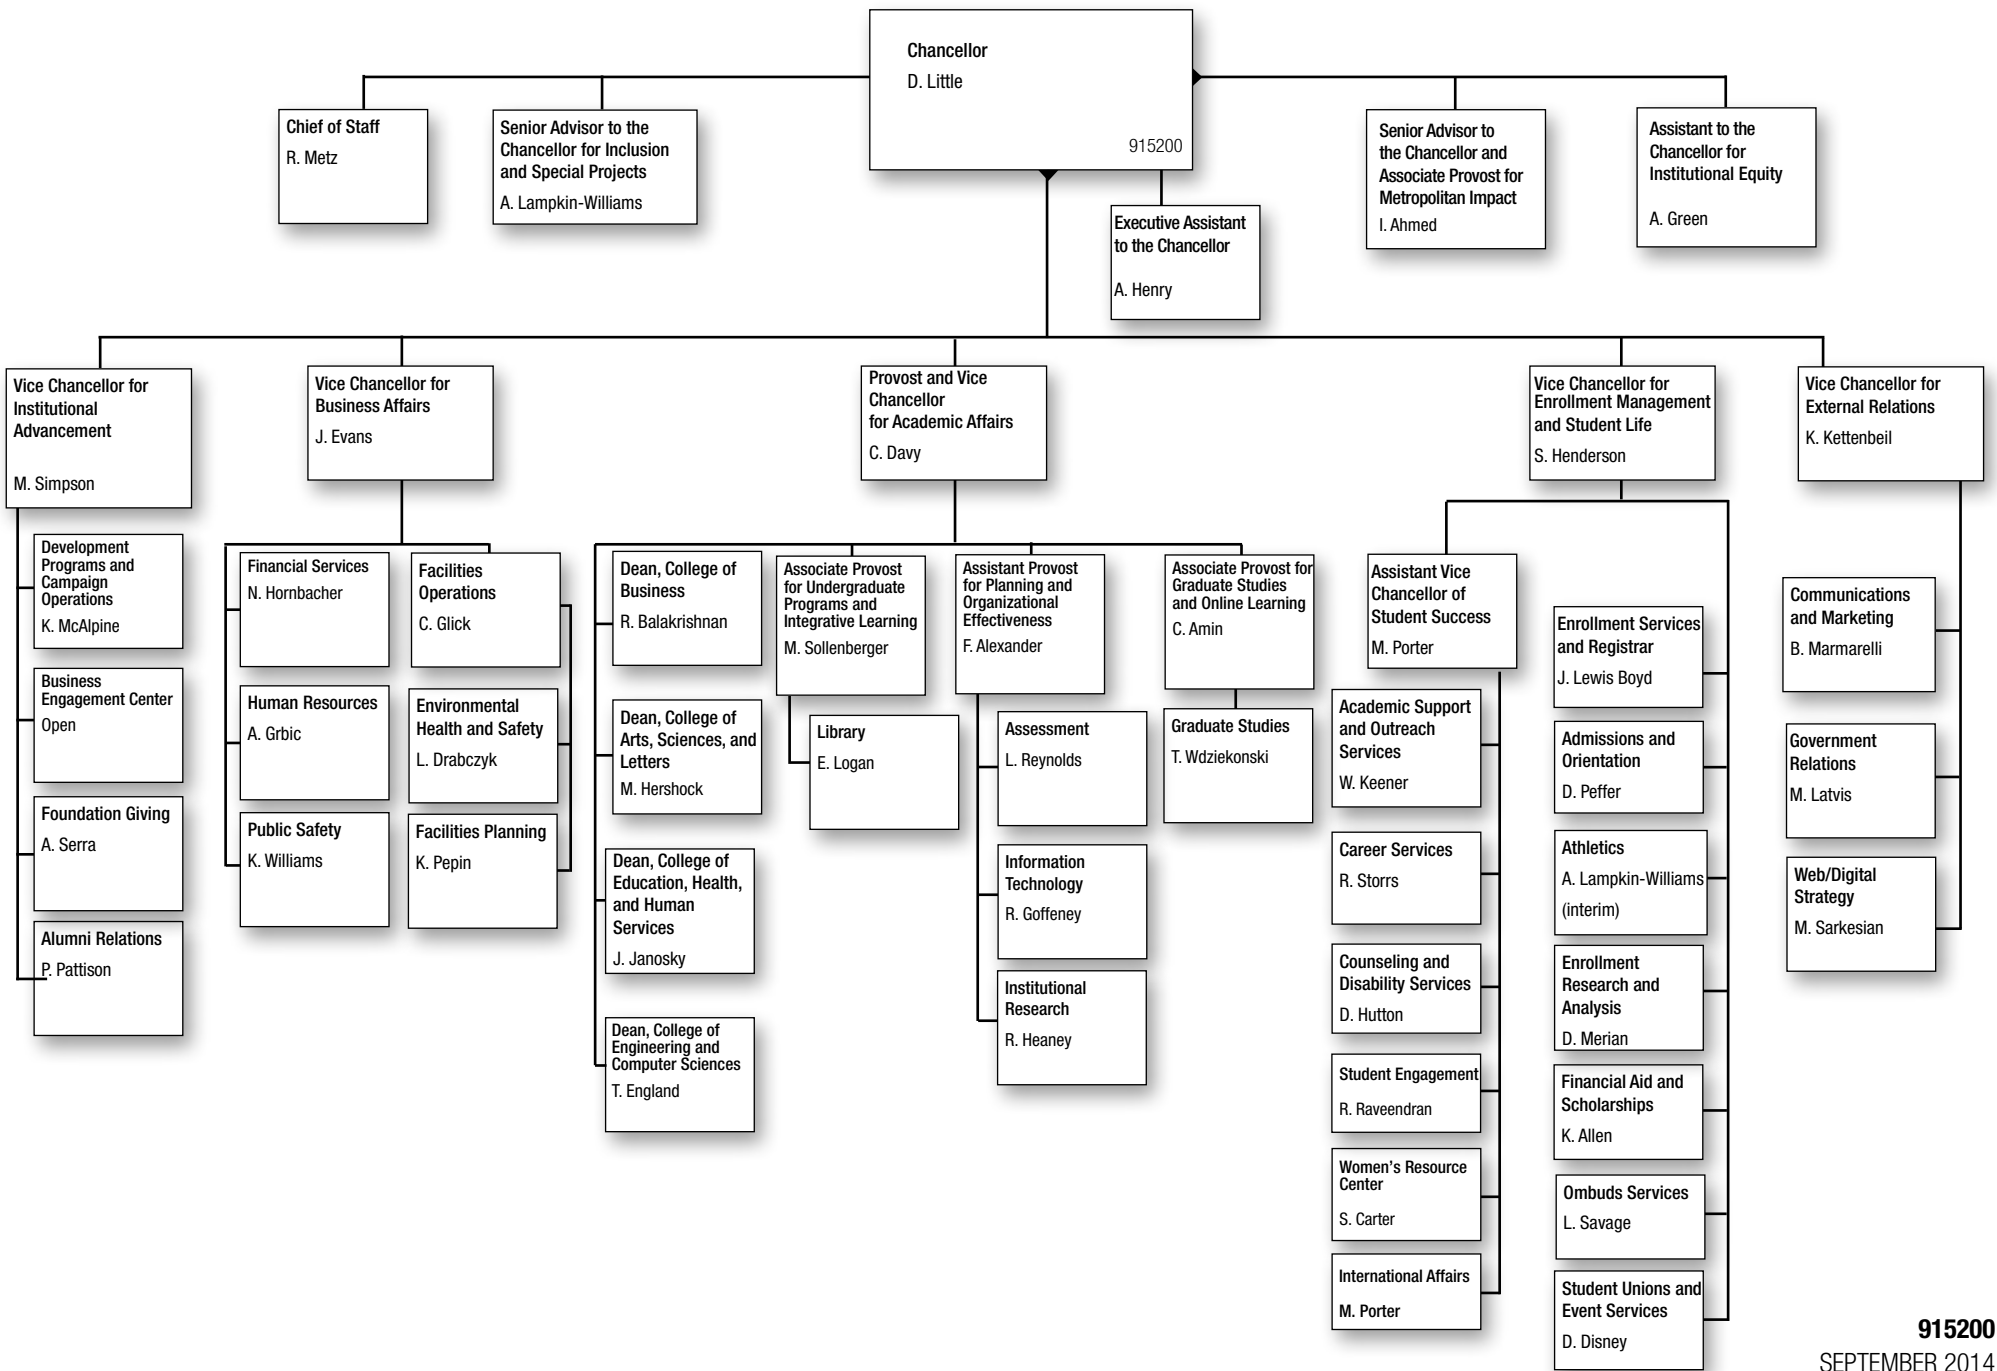 Chancellor
D. Little
915200
Chief of Staff
R. Metz
Senior Advisor to the
Chancellor for Inclusion
and Special Projects
A. Lampkin-Williams
Senior Advisor to
the Chancellor and
Associate Provost for
Metropolitan Impact
I. Ahmed
Assistant to the
Chancellor for
Institutional Equity
A. Green
Executive Assistant
to the Chancellor
A. Henry
Vice Chancellor for
Institutional
Advancement
M. Simpson
Vice Chancellor for
Business Affairs
J. Evans
Provost and Vice
Chancellor
for Academic Affairs
C. Davy
Vice Chancellor for
Enrollment Management
and Student Life
S. Henderson
Vice Chancellor for
External Relations
K. Kettenbeil
Development
Programs and
Campaign
Operations
K. McAlpine
Business
Engagement Center
Open
Foundation Giving
A. Serra
Alumni Relations
P. Pattison
Financial Services
N. Hornbacher
Human Resources
A. Grbic
Public Safety
K. Williams
Facilities
Operations
C. Glick
Environmental
Health and Safety
L. Drabczyk
Facilities Planning
K. Pepin
Dean, College of
Business
R. Balakrishnan
Dean, College of
Arts, Sciences, and
Letters
M. Hershock
Dean, College of
Education, Health,
and Human
Services
J. Janosky
Dean, College of
Engineering and
Computer Sciences
T. England
Associate Provost
for Undergraduate
Programs and
Integrative Learning
M. Sollenberger
Library
E. Logan
Assistant Provost
for Planning and
Organizational
Effectiveness
F. Alexander
Assessment
L. Reynolds
Information
Technology
R. Goffeney
Institutional
Research
R. Heaney
Associate Provost for
Graduate Studies
and Online Learning
C. Amin
Graduate Studies
T. Wdziekonski
Assistant Vice
Chancellor of
Student Success
M. Porter
Academic Support
and Outreach
Services
W. Keener
Career Services
R. Storrs
Counseling and
Disability Services
D. Hutton
Student Engagement
R. Raveendran
Women's Resource
Center
S. Carter
International Affairs
M. Porter
Enrollment Services
and Registrar
J. Lewis Boyd
Admissions and
Orientation
D. Peffer
Athletics
A. Lampkin-Williams
(interim)
Enrollment
Research and
Analysis
D. Merian
Financial Aid and
Scholarships
K. Allen
Ombuds Services
L. Savage
Student Unions and
Event Services
D. Disney
Communications
and Marketing
B. Marmarelli
Government
Relations
M. Latvis
Web/Digital
Strategy
M. Sarkesian
915200
SEPTEMBER 2014